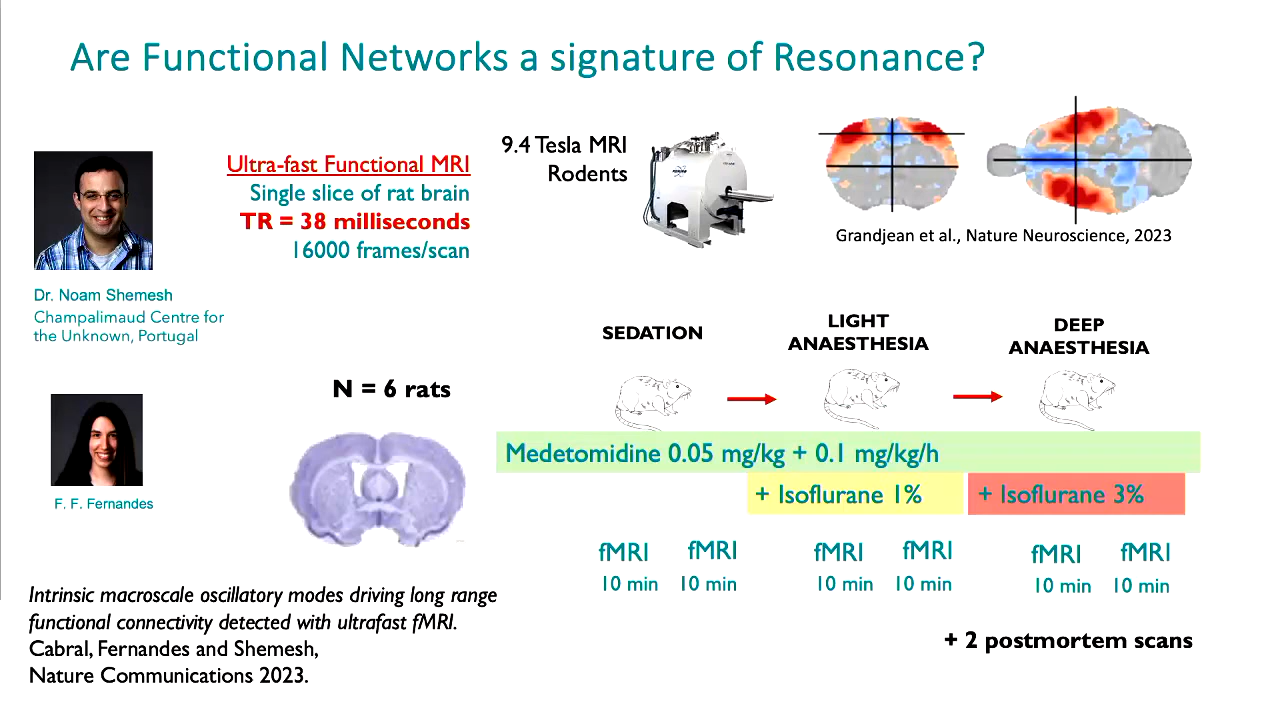 Are Functional Networks a signature of Resonance?
Ultra-fast Functional MRI
Single slice of rat brain
TR = 38 milliseconds
16000 frames/scan
9.4 Tesla MRI
Rodents
Grandjean et al., Nature Neuroscience, 2023
Dr. Noam Shemesh
Champalimaud Centre for
the Unknown, Portugal
F. F. Fernandes
N = 6 rats
SEDATION
LIGHT
ANAESTHESIA
DEEP
ANAESTHESIA
Medetomidine 0.05 mg/kg + 0.1 mg/kg/h
+ Isoflurane 1%
+ Isoflurane 3%
fMRI fMRI fMRI fMRI fMRI fMRI
10 min 10 min 10 min 10 min 10 min 10 min
+ 2 postmortem scans
Intrinsic macroscale oscillatory modes driving long range
functional connectivity detected with ultrafast fMRI.
Cabral, Fernandes and Shemesh,
Nature Communications 2023.